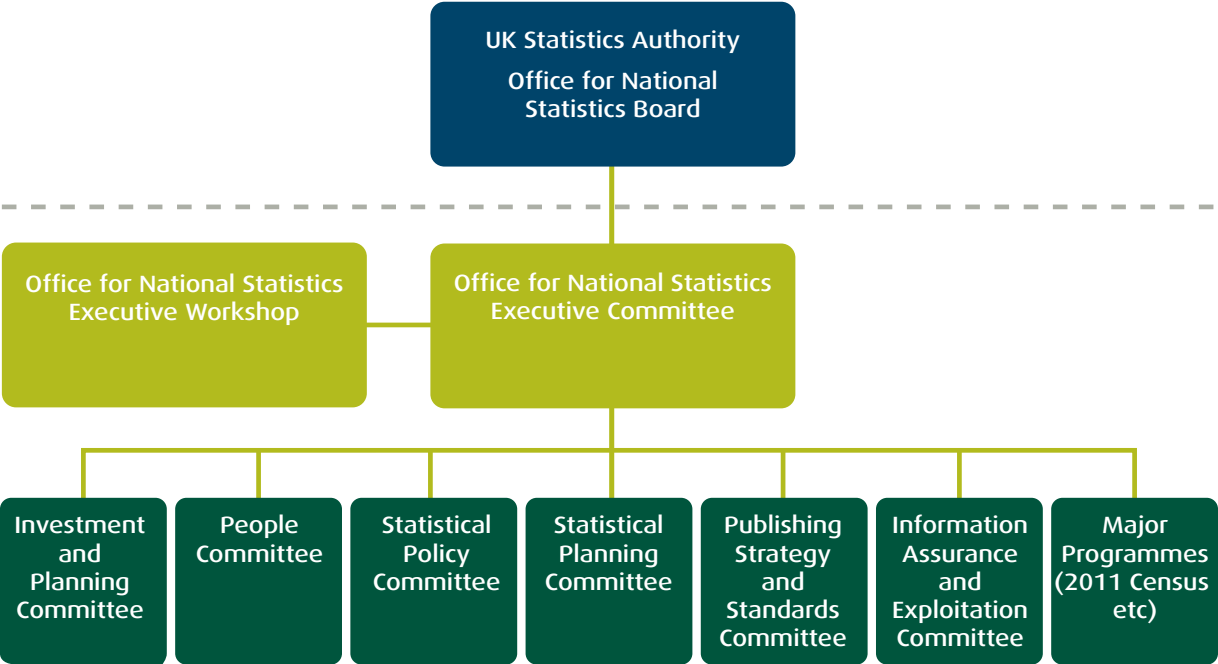 UK Statistics Authority
Office for National
Statistics Board
Office for National Statistics
Executive Workshop
Office for National Statistics
Executive Committee
Investment
and
Planning
Committee
People
Committee
Statistical
Policy
Committee
Statistical
Planning
Committee
Publishing
Strategy
and
Standards
Committee
Information
Assurance
and
Exploitation
Committee
Major
Programmes
(2011 Census
etc)